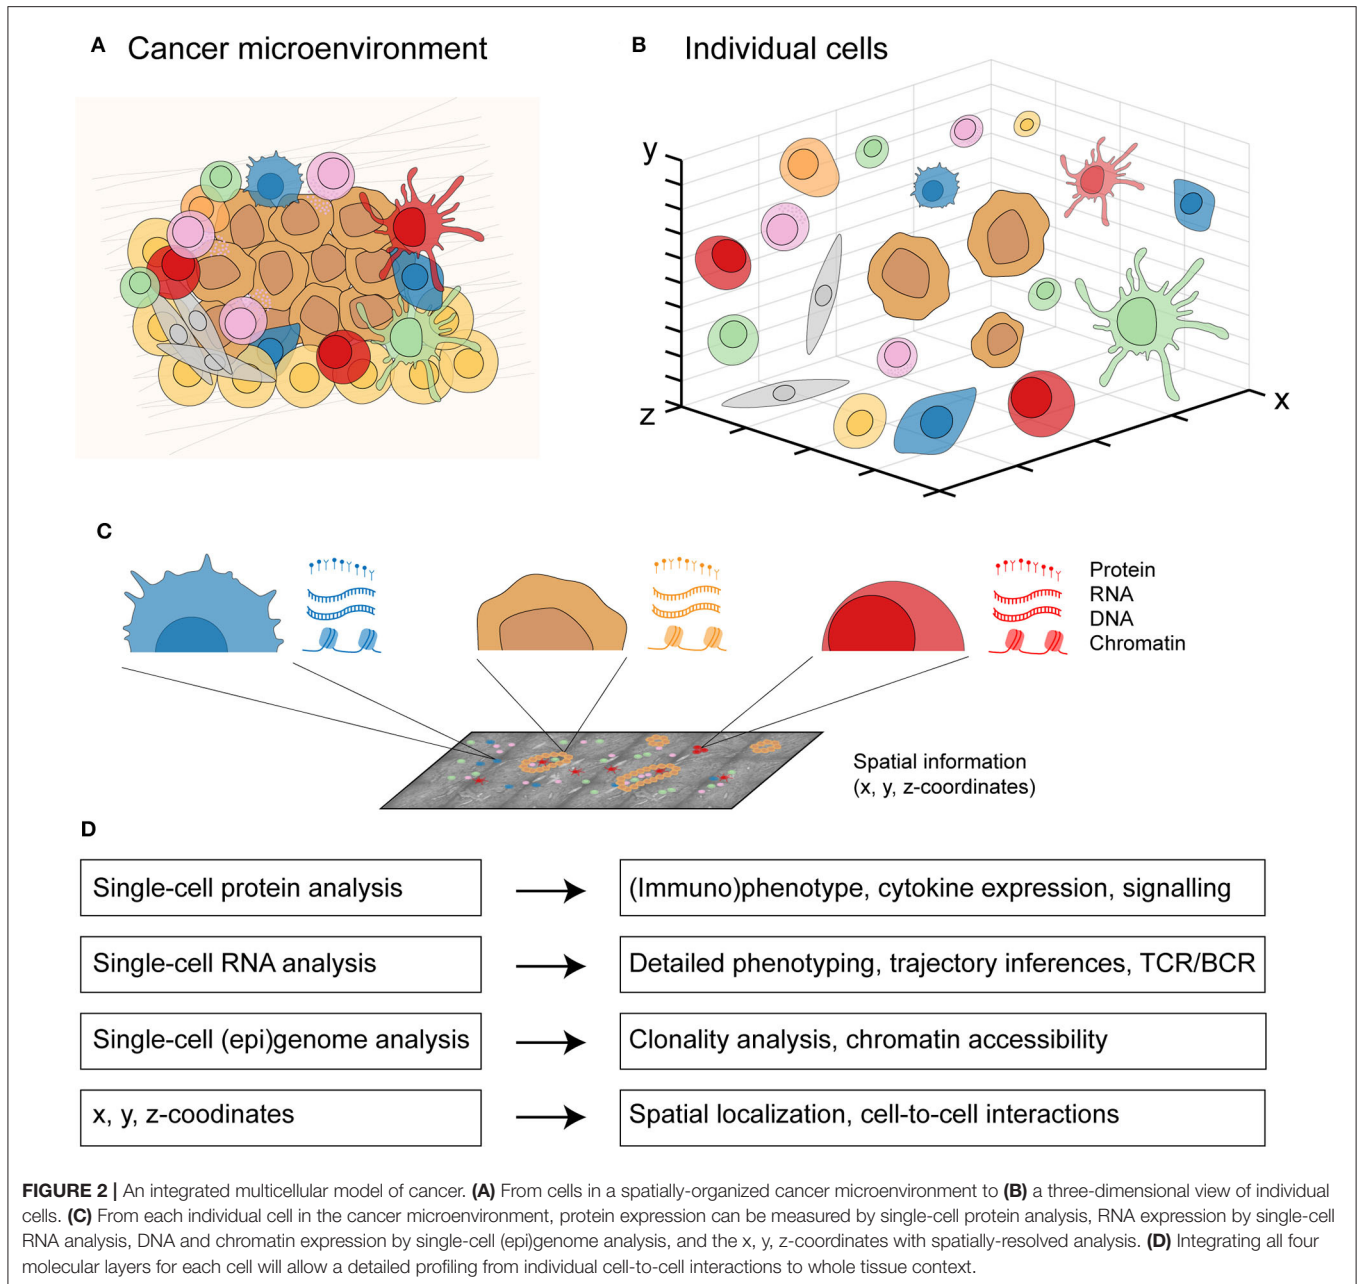 A Cancer microenvironment
B Individual cells
y
z
x
C
Protein
RNA
DNA
Chromatin
Spatial information
(x, y, z-coordinates)
D
Single-cell protein analysis
(Immuno)phenotype, cytokine expression, signalling
Single-cell RNA analysis
Detailed phenotyping, trajectory inferences, TCR/BCR
Single-cell (epi)genome analysis
Clonality analysis, chromatin accessibility
x, y, z-coodinates
Spatial localization, cell-to-cell interactions
FIGURE 2 | An integrated multicellular model of cancer. (A) From cells in a spatially-organized cancer microenvironment to (B) a three-dimensional view of individual
cells. (C) From each individual cell in the cancer microenvironment, protein expression can be measured by single-cell protein analysis, RNA expression by single-cell
RNA analysis, DNA and chromatin expression by single-cell (epi)genome analysis, and the x, y, z-coordinates with spatially-resolved analysis. (D) Integrating all four
molecular layers for each cell will allow a detailed profiling from individual cell-to-cell interactions to whole tissue context.